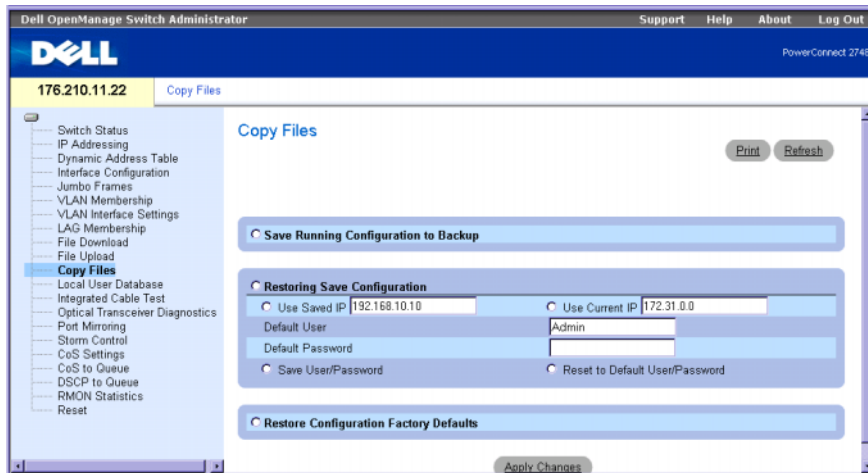 Dell OpenManage Switch Administrator
Support Help About Log Out
DELL
PowerConnect 2748
176.210.11.22
Copy Files
Switch Status
IP Addressing
Dynamic Address Table
Interface Configuration
Jumbo Frames
VLAN Membership
VLAN Interface Settings
LAG Membership
File Download
File Upload
Copy Files
Local User Database
Integrated Cable Test
Optical Transceiver Diagnostics
Port Mirroring
Storm Control
CoS Settings
CoS to Queue
DSCP to Queue
RMON Statistics
Reset
Copy Files
Print Refresh
Save Running Configuration to Backup
Restoring Save Configuration
Use Saved IP 192.168.10.10 Use Current IP 172.31.0.0
Default User Admin
Default Password
Save User/Password Reset to Default User/Password
Restore Configuration Factory Defaults
Apply Changes